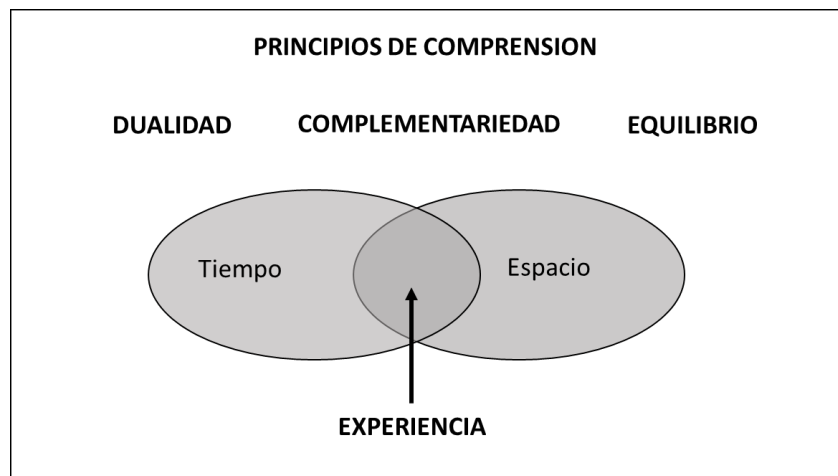 PRINCIPIOS DE COMPRENSION
DUALIDAD COMPLEMENTARIEDAD EQUILIBRIO
Tiempo Espacio
EXPERIENCIA